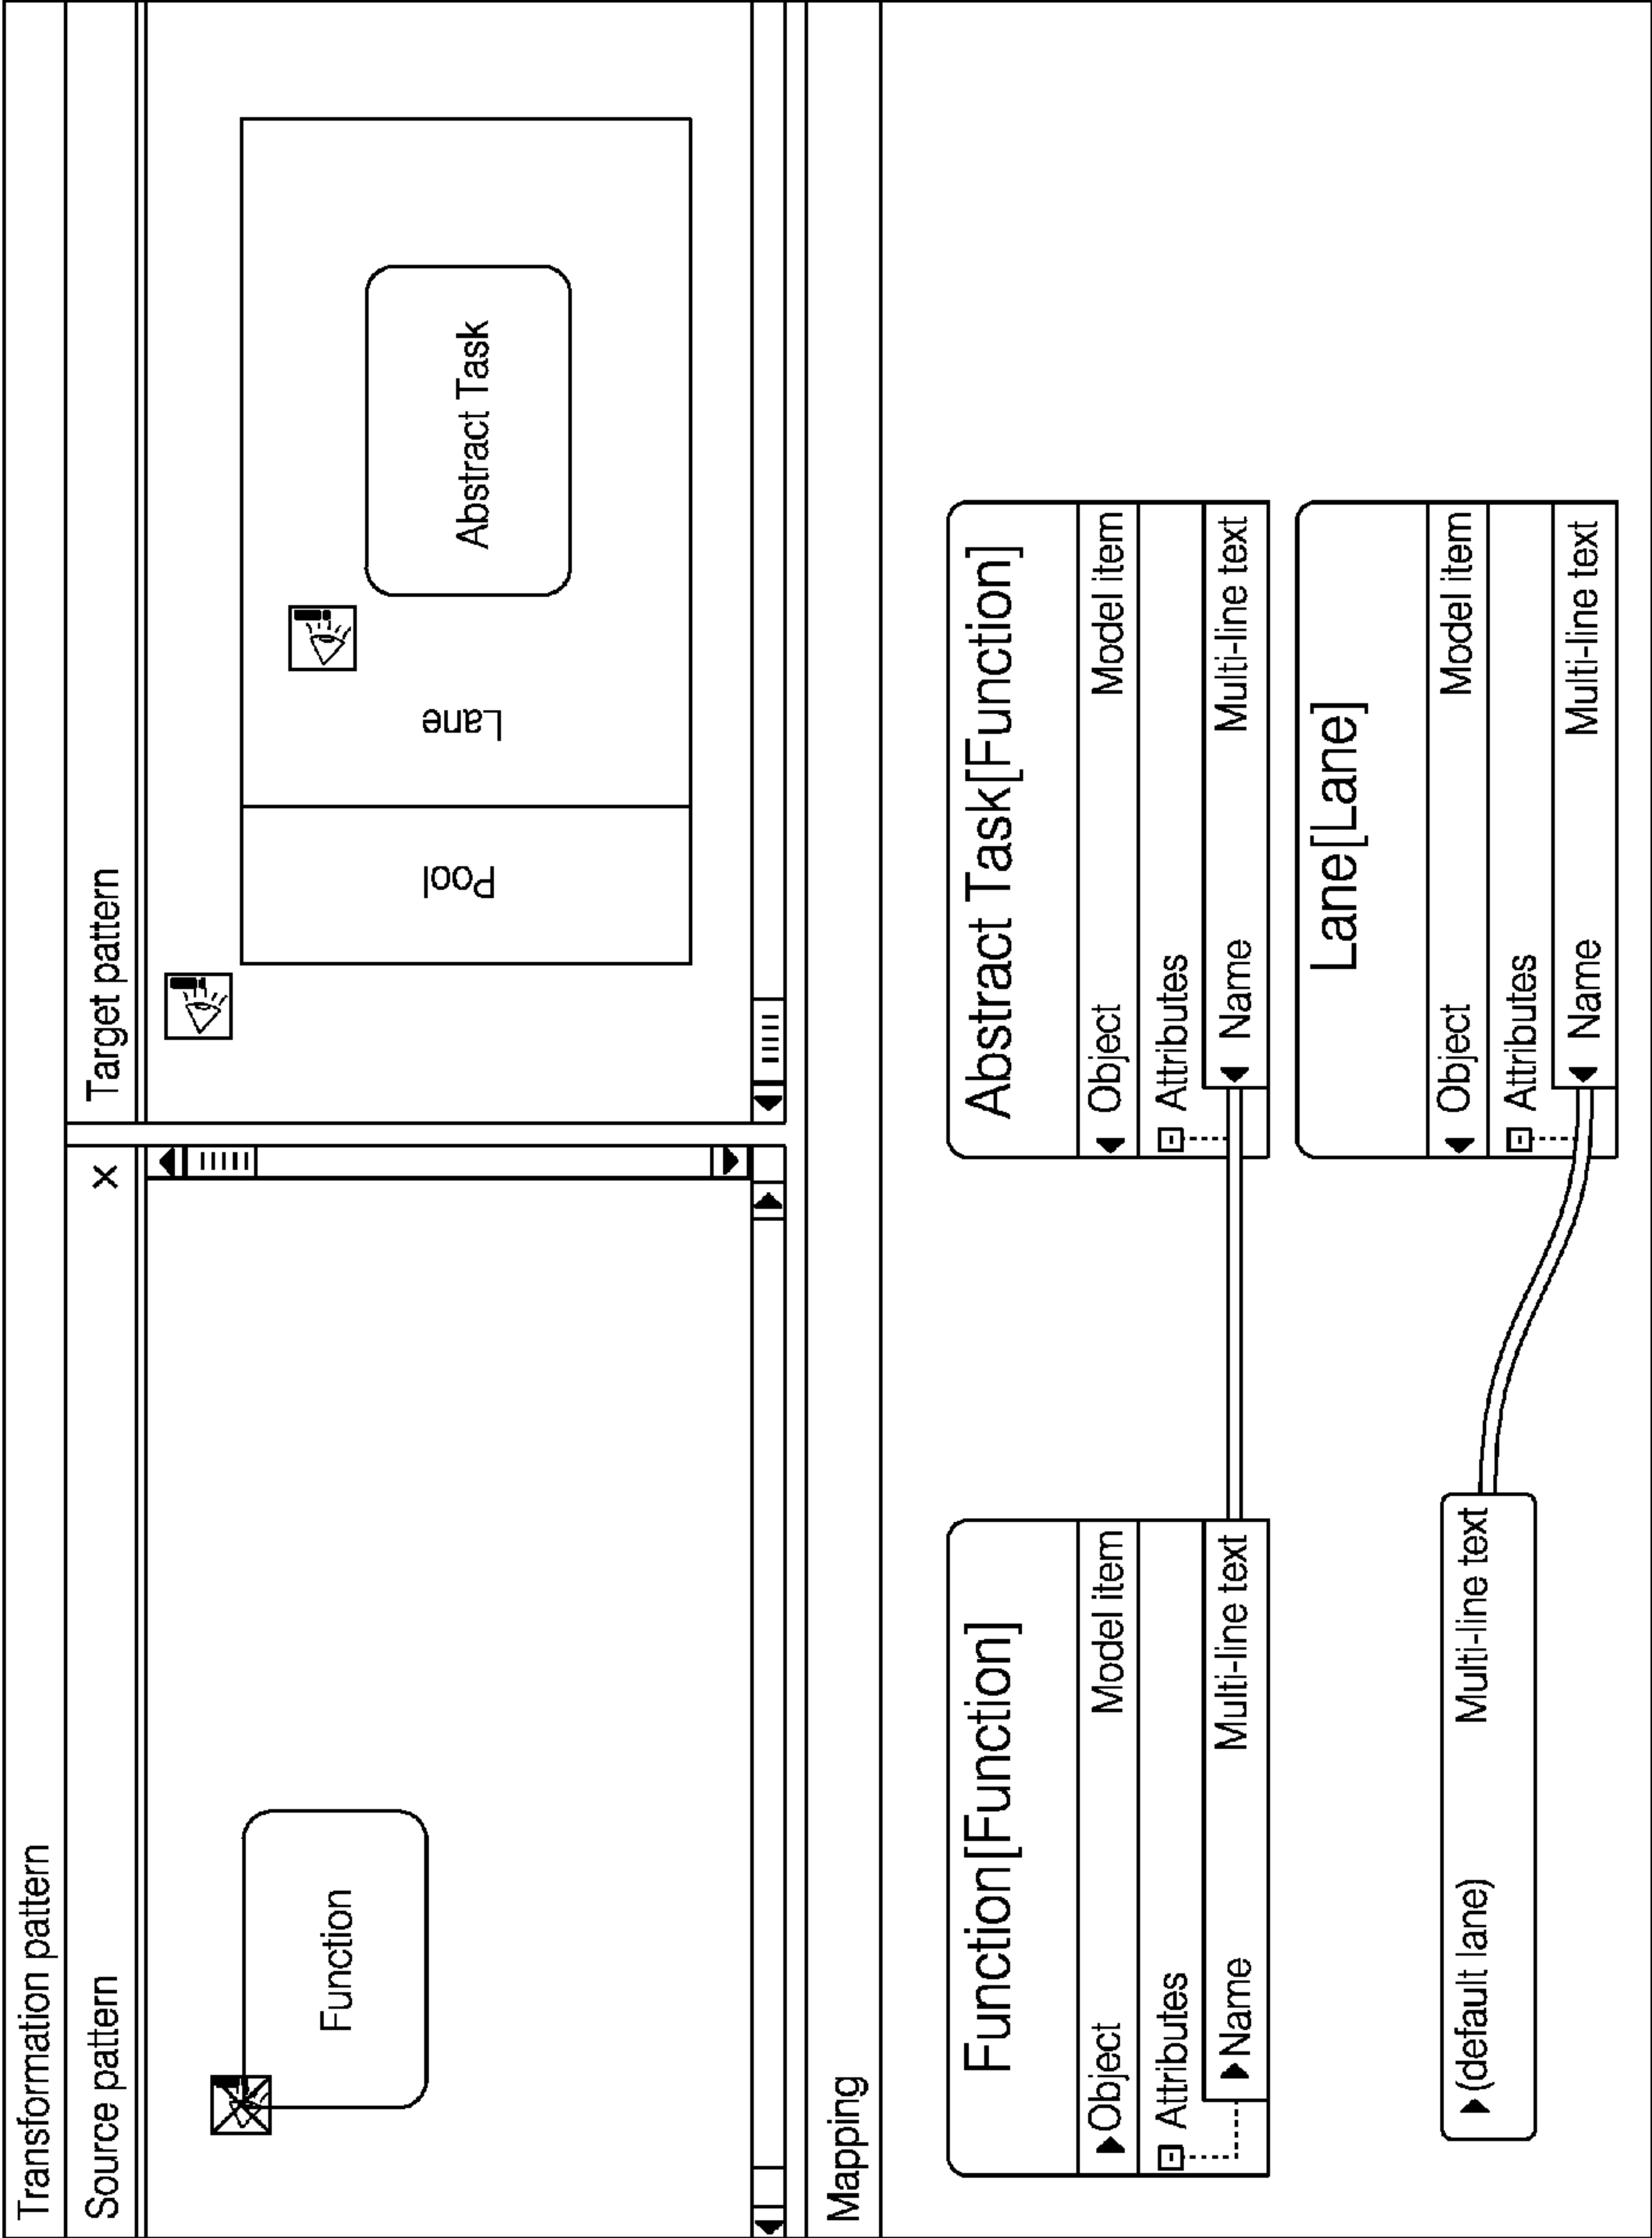 Transformation pattern
Source pattern X
Target pattern
Function
Pool
Lane
Abstract Task
Mapping
Function[Function]
Object Model item
Attributes
Name Multi-line text
Abstract Task[Function]
Object Model item
Attributes
Name Multi-line text
(default lane) Multi-line text
Lane[Lane]
Object Model item
Attributes
Name Multi-line text